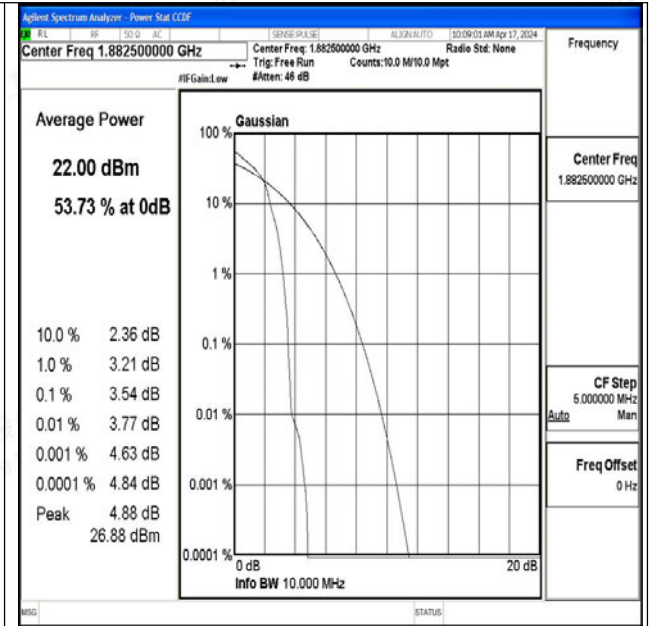 Agilent Spectrum Analyzer - Power Stat CCDF
RL RF 50 Ω AC SENSE:PULSE ALIGN AUTO 10:09:01 AM Apr 17, 2024
Center Freq 1.882500000 GHz
Center Freq: 1.882500000 GHz Radio Std: None
Trig: Free Run Counts:10.0 M/10.0 Mpt
#IFGain:Low #Atten: 46 dB
Frequency
Average Power
22.00 dBm
53.73 % at 0dB
10.0 % 2.36 dB
1.0 % 3.21 dB
0.1 % 3.54 dB
0.01 % 3.77 dB
0.001 % 4.63 dB
0.0001 % 4.84 dB
Peak 4.88 dB
26.88 dBm
Gaussian
100 %
10 %
1 %
0.1 %
0.01 %
0.001 %
0.0001 %
0 dB 20 dB
Info BW 10.000 MHz
Center Freq
1.882500000 GHz
CF Step
5.000000 MHz
Auto Man
Freq Offset
0 Hz
MSG STATUS